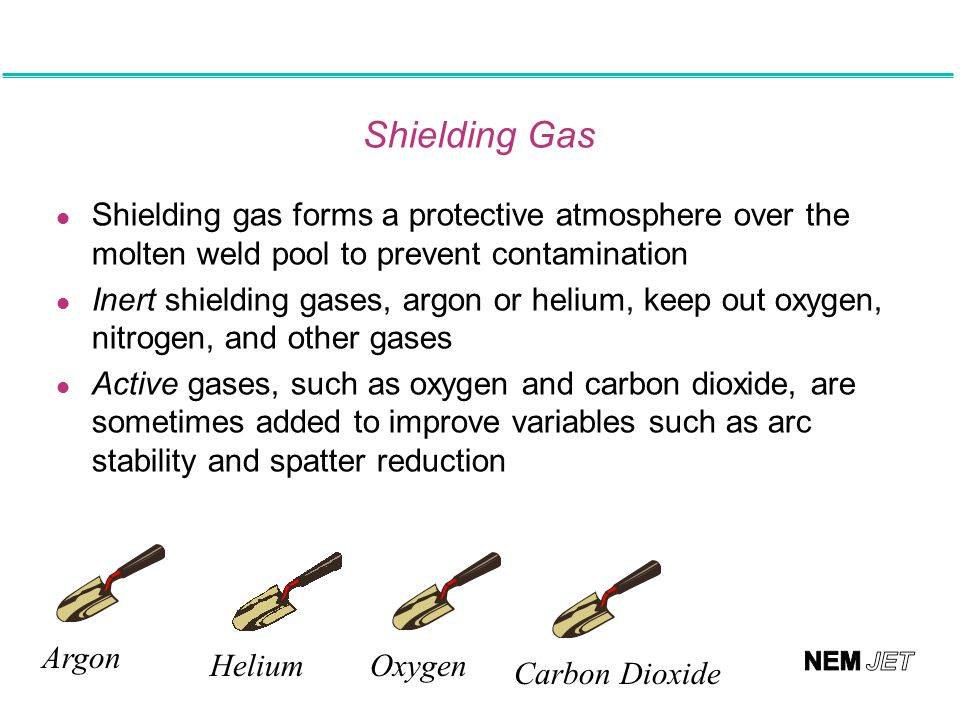 Shielding Gas
Shielding gas forms a protective atmosphere over the
molten weld pool to prevent contamination
Inert shielding gases, argon or helium, keep out oxygen,
nitrogen, and other gases
Active gases, such as oxygen and carbon dioxide, are
sometimes added to improve variables such as arc
stability and spatter reduction
Argon
Helium
Oxygen
Carbon Dioxide
NEM JET